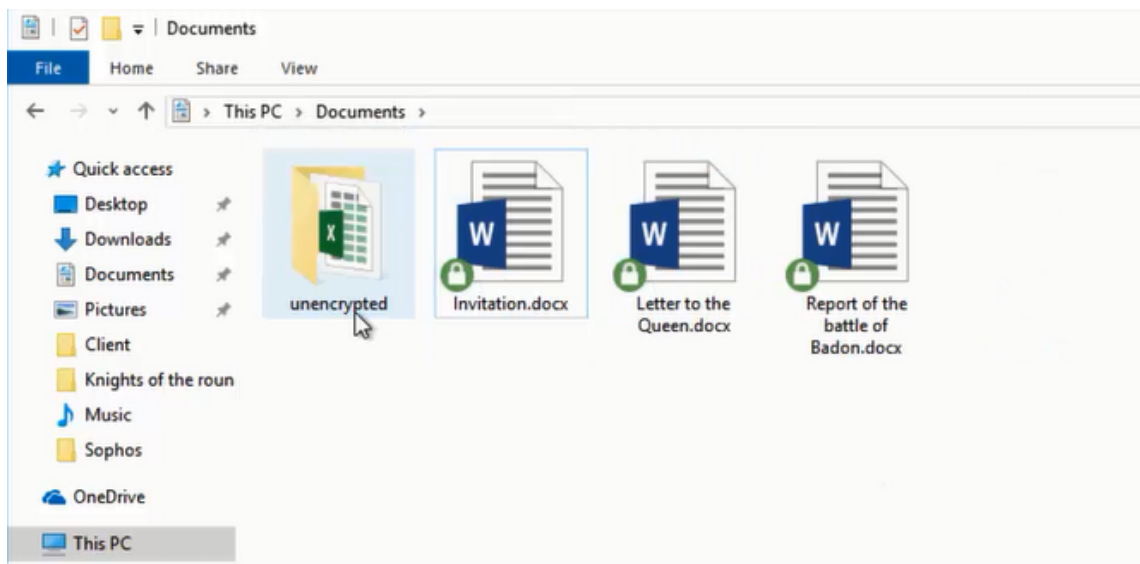 Documents
File Home Share View
This PC > Documents >
Quick access
Desktop
Downloads
Documents
Pictures
Client
Knights of the roun
Music
Sophos
OneDrive
This PC
X
unencrypted
W
Invitation.docx
W
Letter to the
Queen.docx
W
Report of the
battle of
Badon.docx